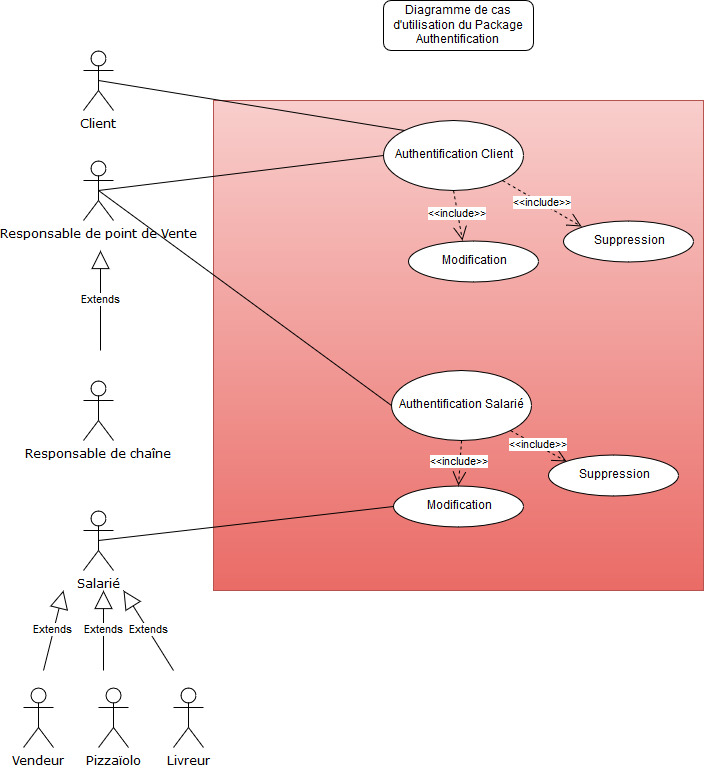 Diagramme de cas
d'utilisation du Package
Authentification
Client
Authentification Client
<<include>>
<<include>>
Responsable de point de Vente
Suppression
Modification
Extends
Authentification Salarié
Responsable de chaîne
<<include>>
<<include>>
Suppression
Modification
Salarié
Extends
Extends
Extends
Vendeur
Pizzaïolo
Livreur